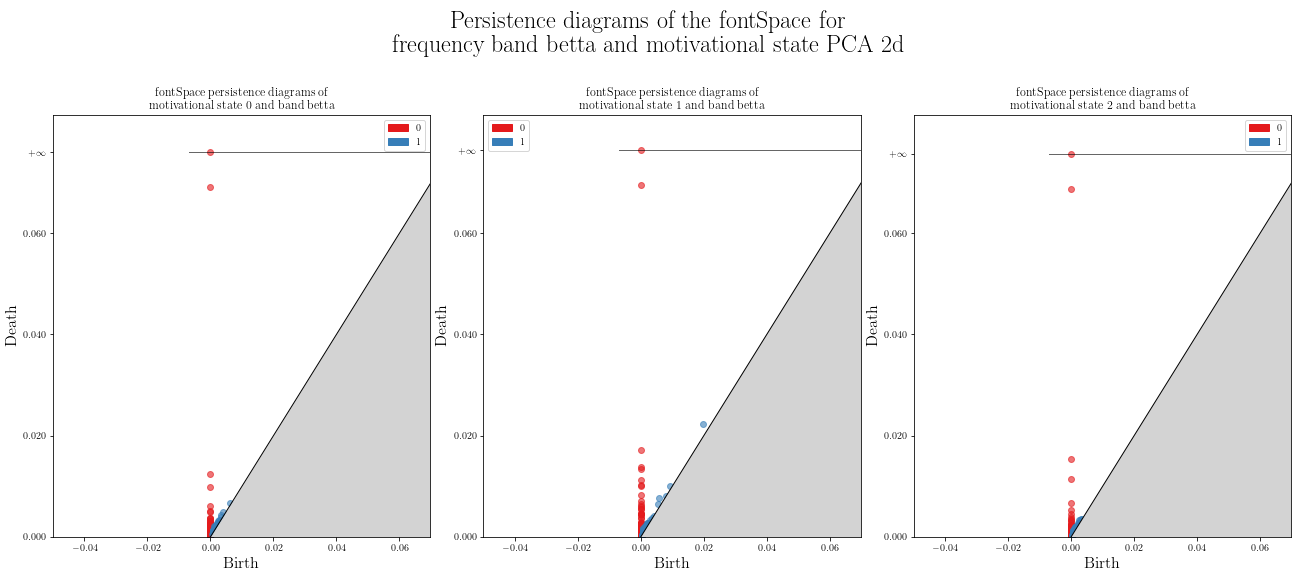 Persistence diagrams of the fontSpace for
frequency band betta and motivational state PCA 2d
fontSpace persistence diagrams of
motivational state 0 and band betta
0
1
+∞
0.060
0.040
0.020
0.000
Death
−0.04
−0.02
0.00
0.02
0.04
0.06
Birth
fontSpace persistence diagrams of
motivational state 1 and band betta
0
1
+∞
0.060
0.040
0.020
0.000
Death
−0.04
−0.02
0.00
0.02
0.04
0.06
Birth
fontSpace persistence diagrams of
motivational state 2 and band betta
0
1
+∞
0.060
0.040
0.020
0.000
Death
−0.04
−0.02
0.00
0.02
0.04
0.06
Birth